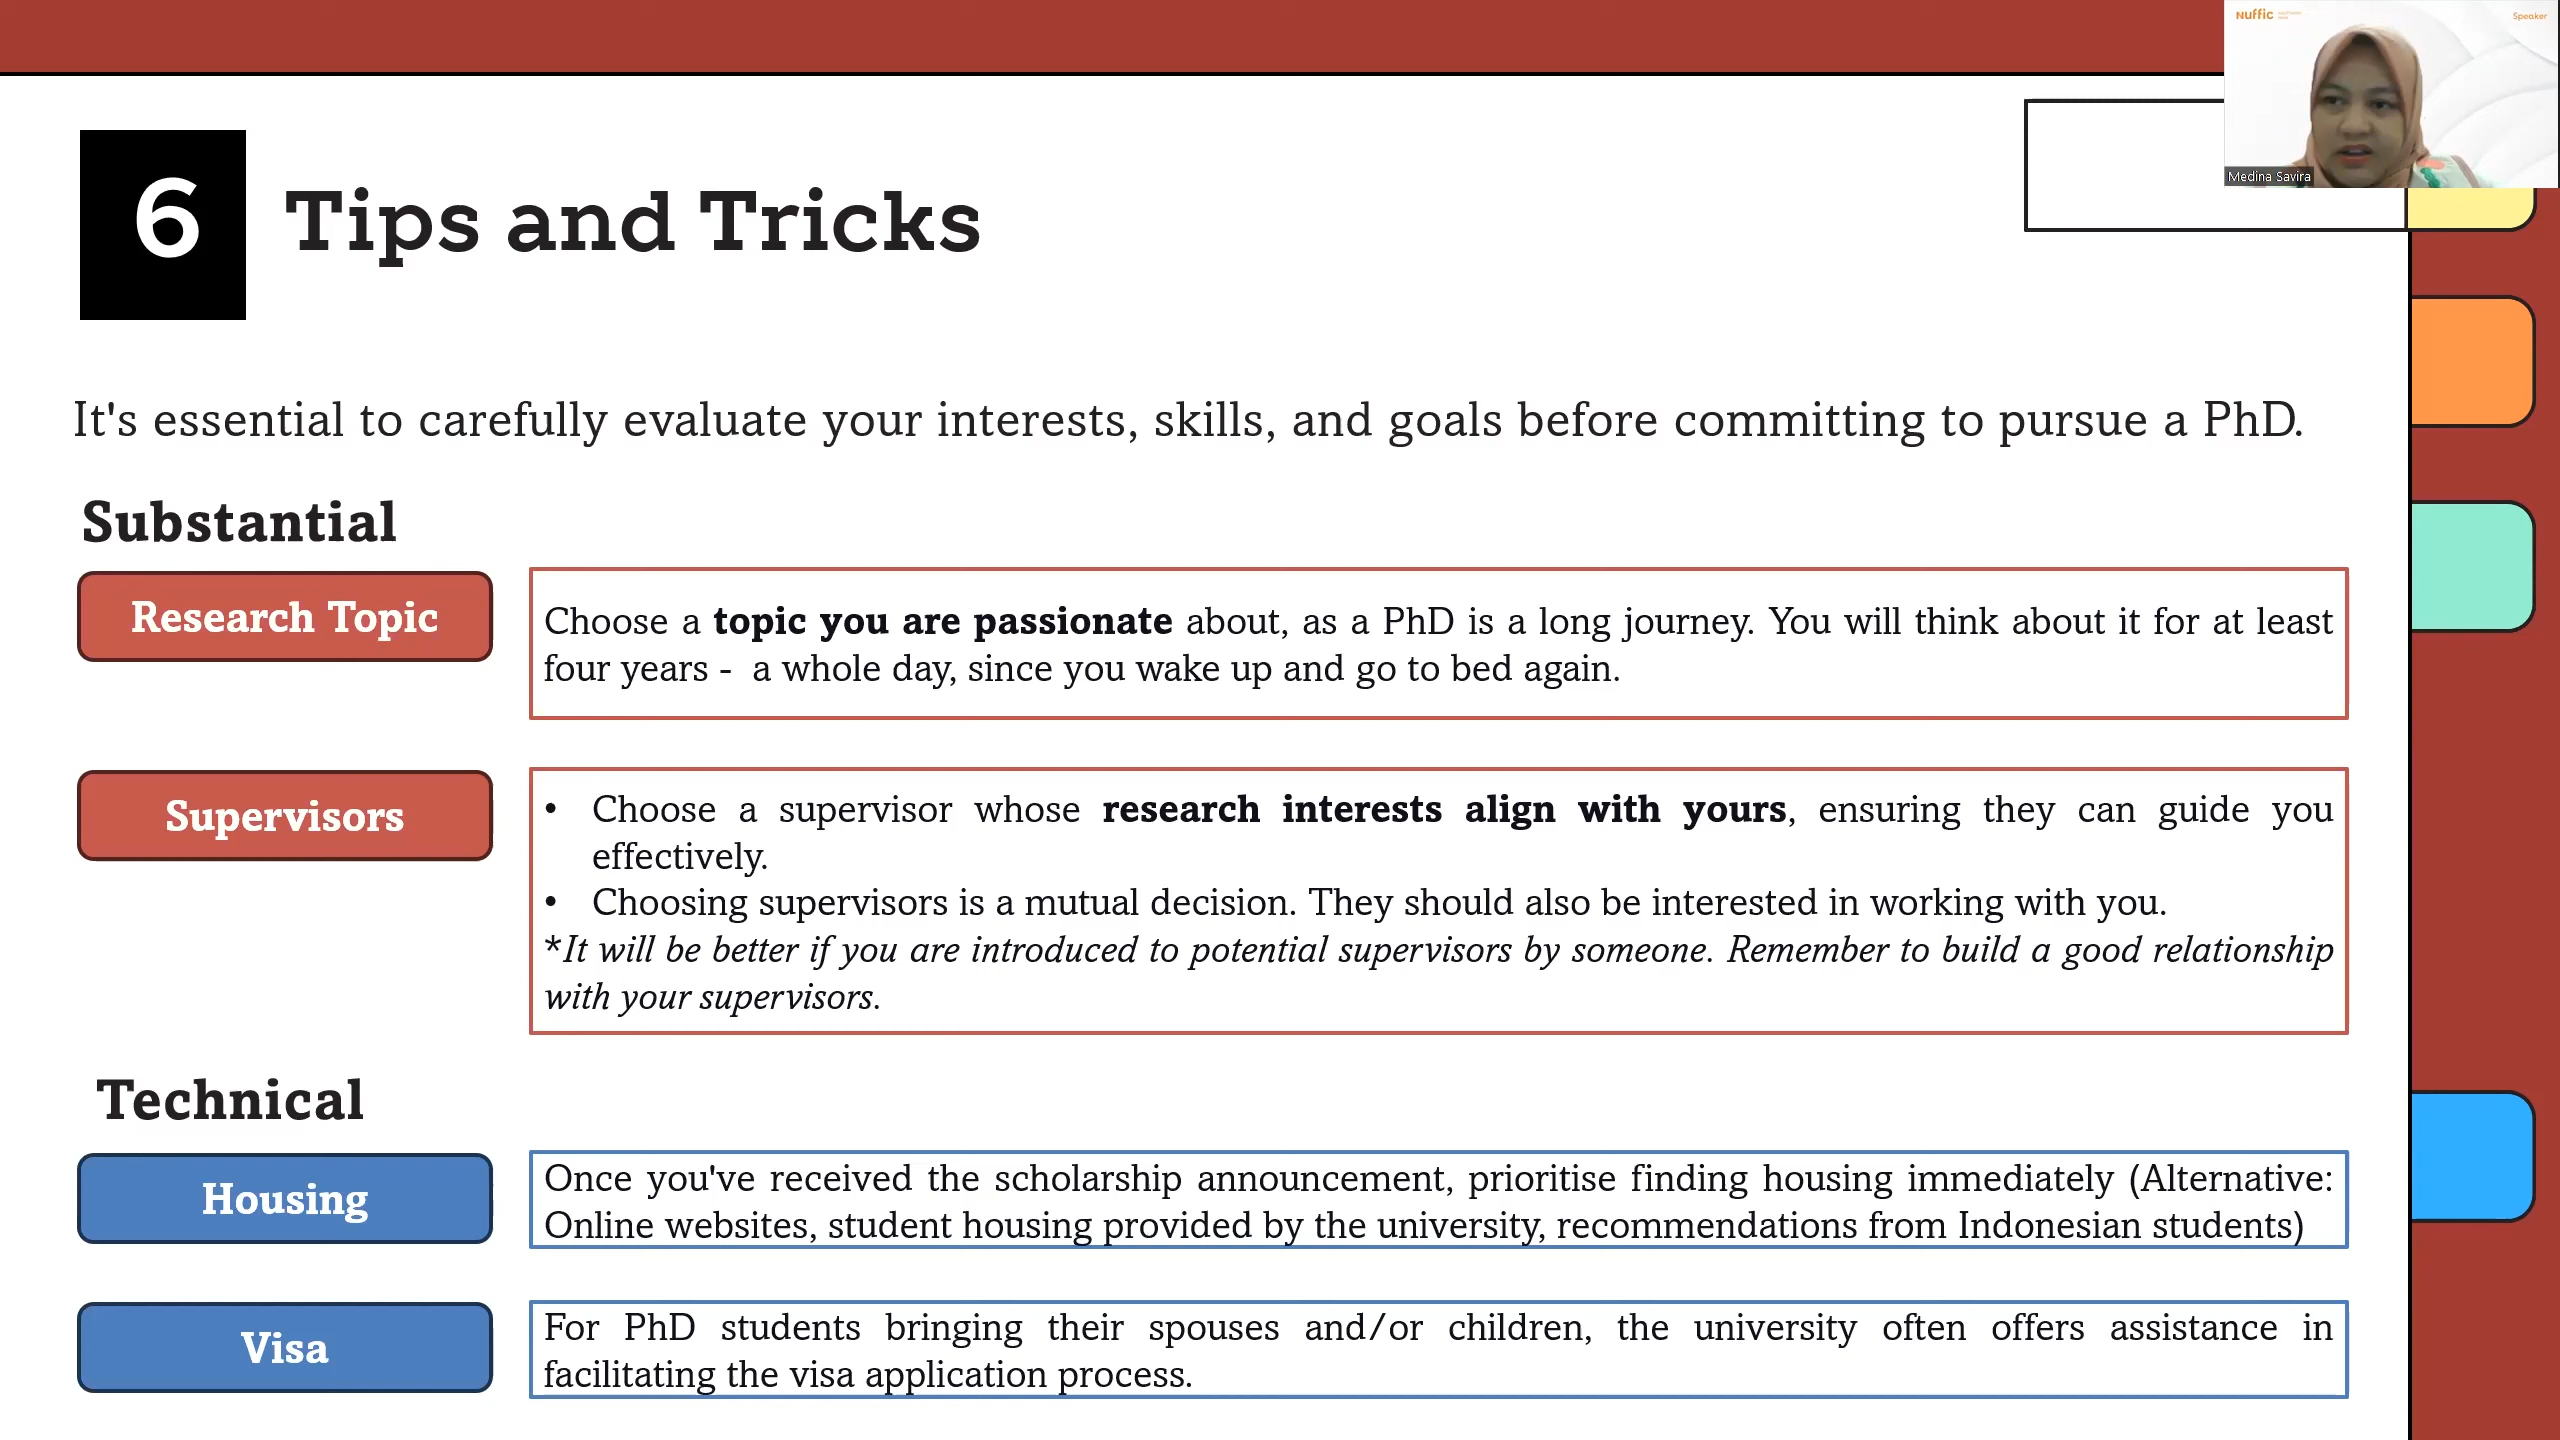 Nuffic
Speaker
Medina Savira
6
Tips and Tricks
It's essential to carefully evaluate your interests, skills, and goals before committing to pursue a PhD.
Substantial
Research Topic
Choose a topic you are passionate about, as a PhD is a long journey. You will think about it for at least
four years - a whole day, since you wake up and go to bed again.
Supervisors
• Choose a supervisor whose research interests align with yours, ensuring they can guide you
effectively.
• Choosing supervisors is a mutual decision. They should also be interested in working with you.
*It will be better if you are introduced to potential supervisors by someone. Remember to build a good relationship
with your supervisors.
Technical
Housing
Once you've received the scholarship announcement, prioritise finding housing immediately (Alternative:
Online websites, student housing provided by the university, recommendations from Indonesian students)
Visa
For PhD students bringing their spouses and/or children, the university often offers assistance in
facilitating the visa application process.